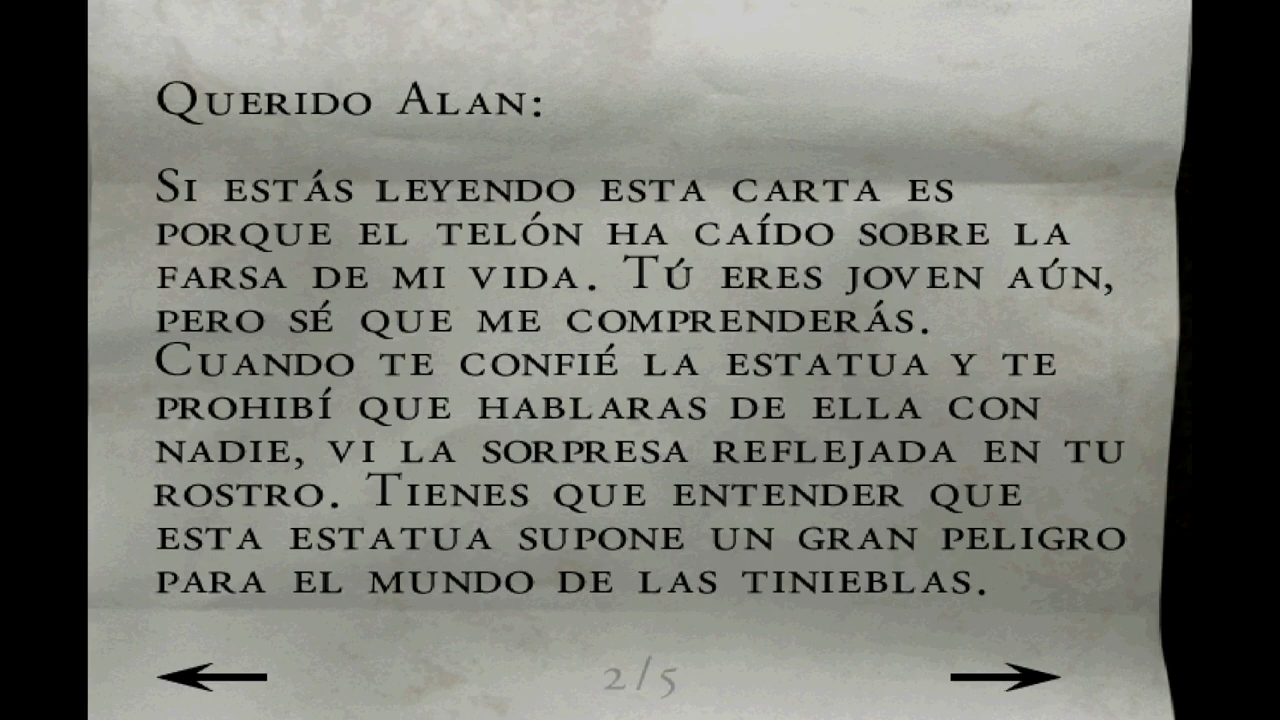 Querido Alan:
Si estás leyendo esta carta es
porque el telón ha caído sobre la
farsa de mi vida. Tú eres joven aún,
pero sé que me comprenderás.
Cuando te confié la estatua y te
prohibí que hablaras de ella con
nadie, vi la sorpresa reflejada en tu
rostro. Tienes que entender que
esta estatua supone un gran peligro
para el mundo de las tinieblas.
2/5